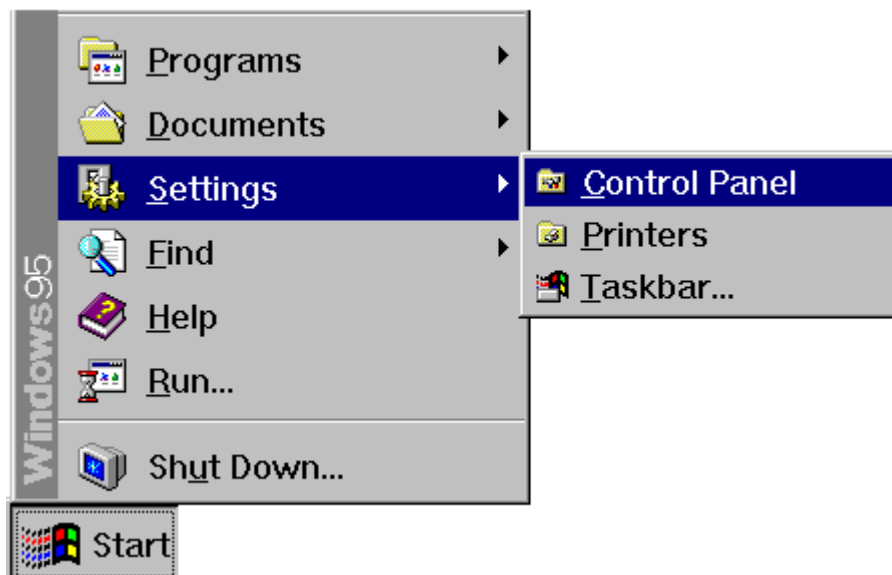 Programs
Documents
Settings
Find
Help
Run...
Shut Down...
Windows95
Start
Control Panel
Printers
Taskbar...